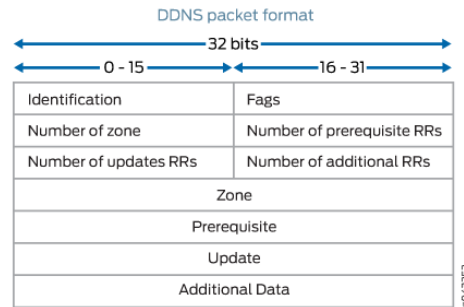 DDNS packet format
32 bits
0 - 15
16 - 31
Identification
Fags
Number of zone
Number of prerequisite RRs
Number of updates RRs
Number of additional RRs
Zone
Prerequisite
Update
Additional Data